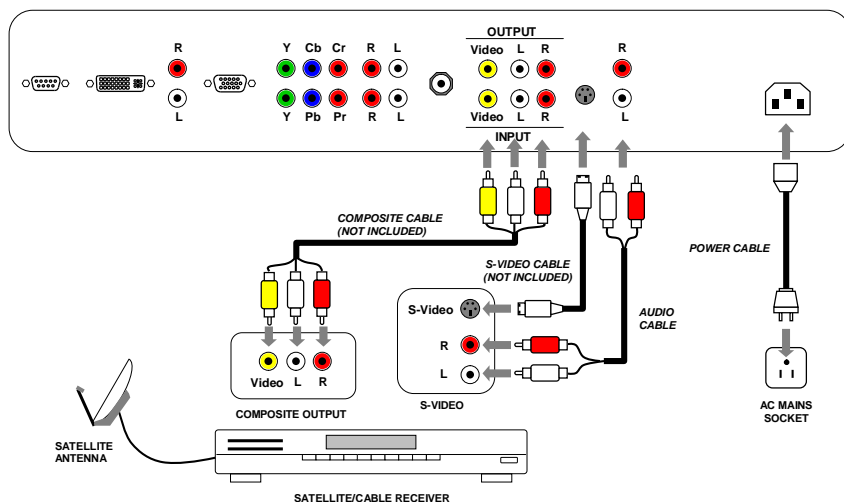 OUTPUT
R Y Cb Cr R L Video L R R
L Y Pb Pr R L Video L R L
INPUT
COMPOSITE CABLE
(NOT INCLUDED)
S-VIDEO CABLE
(NOT INCLUDED)
POWER CABLE
AUDIO
CABLE
S-Video
R
L
S-VIDEO
Video L R
COMPOSITE OUTPUT
AC MAINS
SOCKET
SATELLITE
ANTENNA
SATELLITE/CABLE RECEIVER